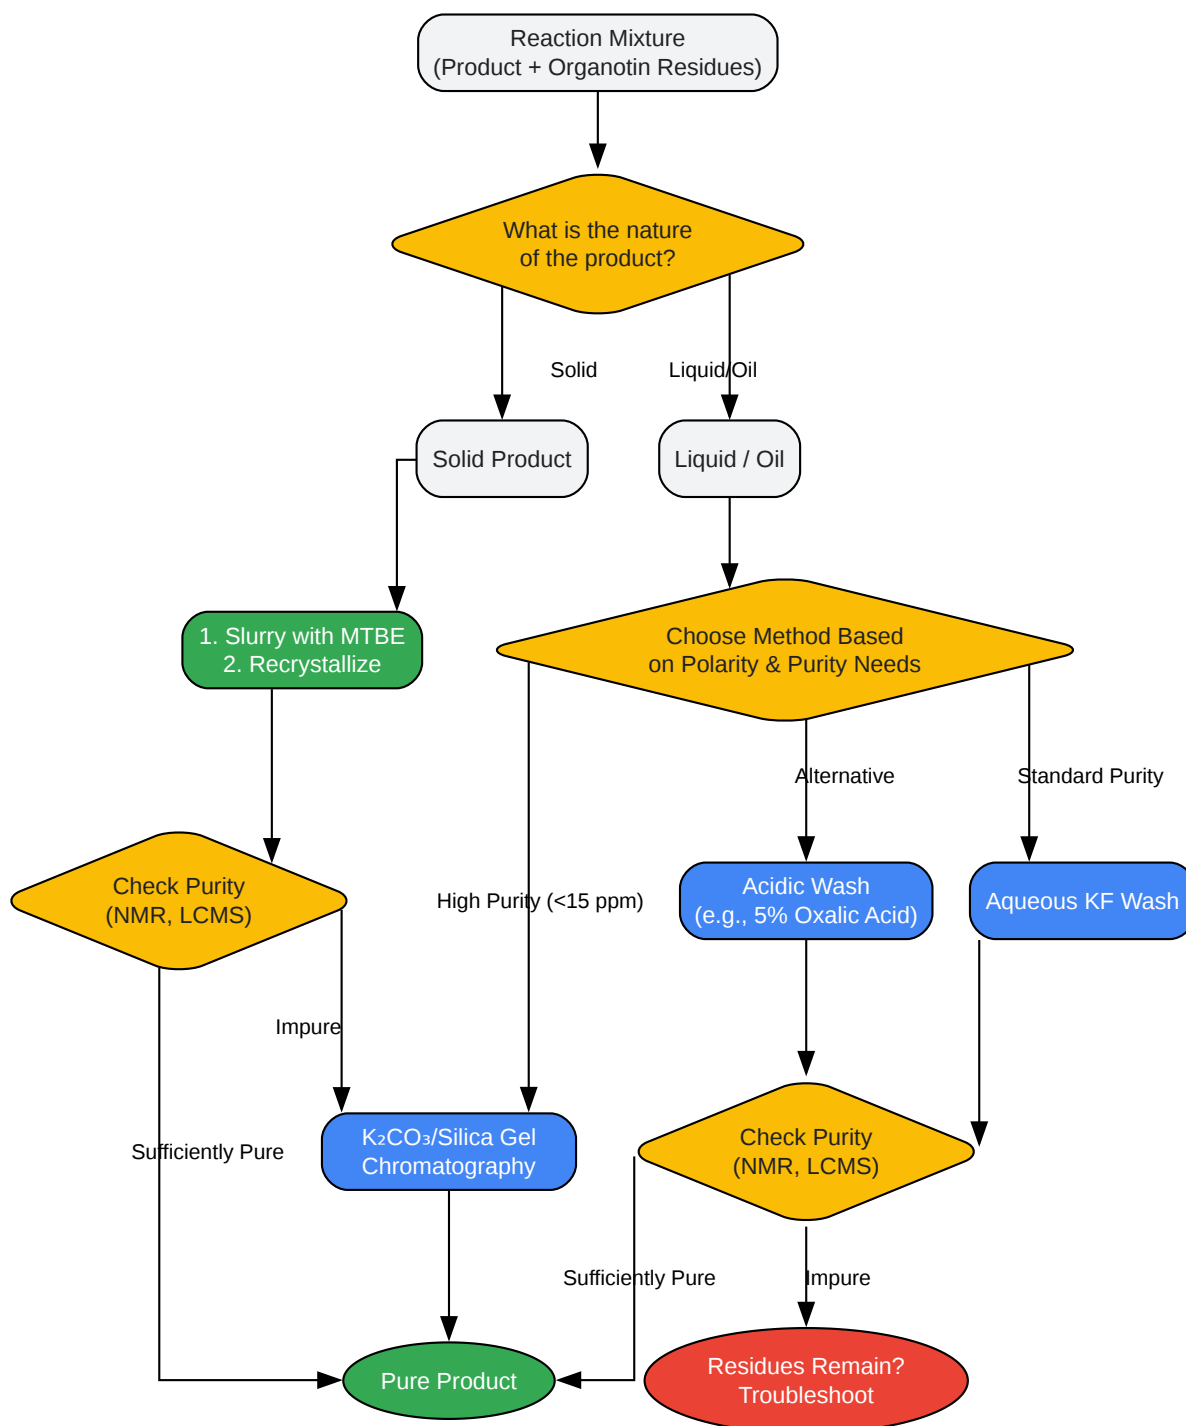 Reaction Mixture
(Product + Organotin Residues)
What is the nature
of the product?
Solid
Liquid/Oil
Solid Product
Liquid / Oil
1. Slurry with MTBE
2. Recrystallize
Choose Method Based
on Polarity & Purity Needs
Alternative
Standard Purity
Check Purity
(NMR, LCMS)
High Purity (<15 ppm)
Acidic Wash
(e.g., 5% Oxalic Acid)
Aqueous KF Wash
Impure
Sufficiently Pure
K₂CO₃/Silica Gel
Chromatography
Check Purity
(NMR, LCMS)
Sufficiently Pure
Impure
Pure Product
Residues Remain?
Troubleshoot